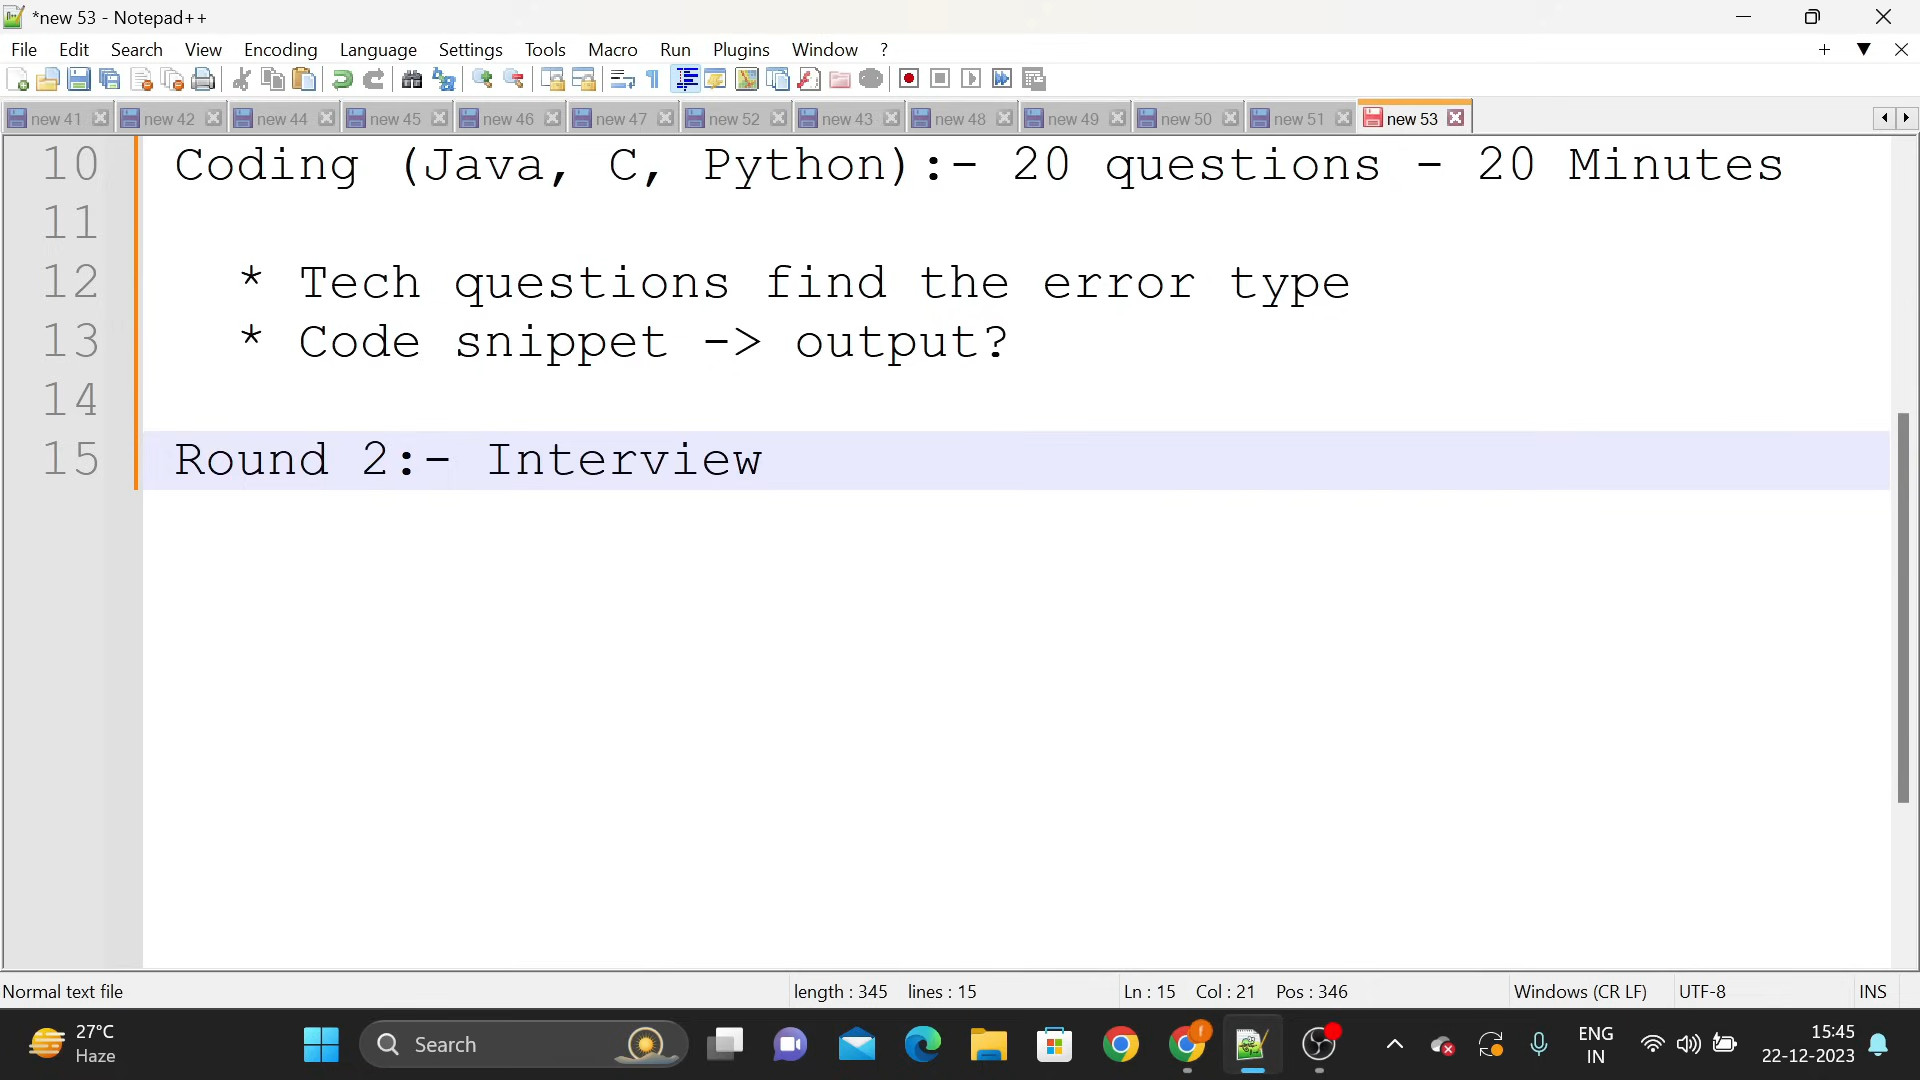 *new 53 - Notepad++
File Edit Search View Encoding Language Settings Tools Macro Run Plugins Window ?
new 41 new 42 new 44 new 45 new 46 new 47 new 52 new 43 new 48 new 49 new 50 new 51 new 53
10 Coding (Java, C, Python):- 20 questions - 20 Minutes
11
12 * Tech questions find the error type
13 * Code snippet -> output?
14
15 Round 2:- Interview
Normal text file length : 345 lines : 15 Ln : 15 Col : 21 Pos : 346 Windows (CR LF) UTF-8 INS
27°C
Haze
Search
ENG
IN
15:45
22-12-2023